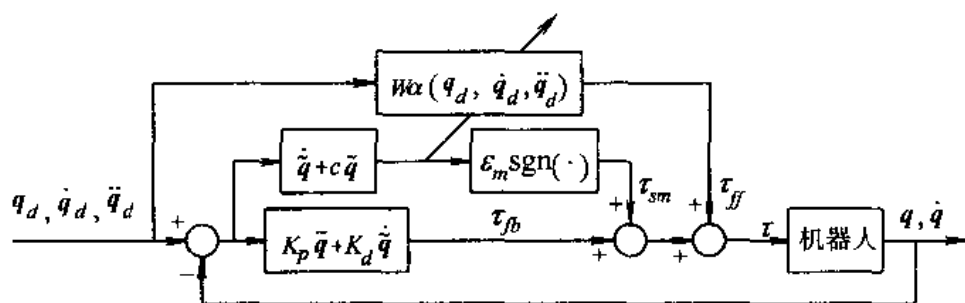 Wα(q_d, q̇_d, q̈_d)
q̃̇+cq̃
ε_m sgn(·)
q_d, q̇_d, q̈_d
+
−
K_p q̃+K_d q̃̇
τ_fb
+
+
τ_sm
+
+
τ_ff
τ
机器人
q, q̇